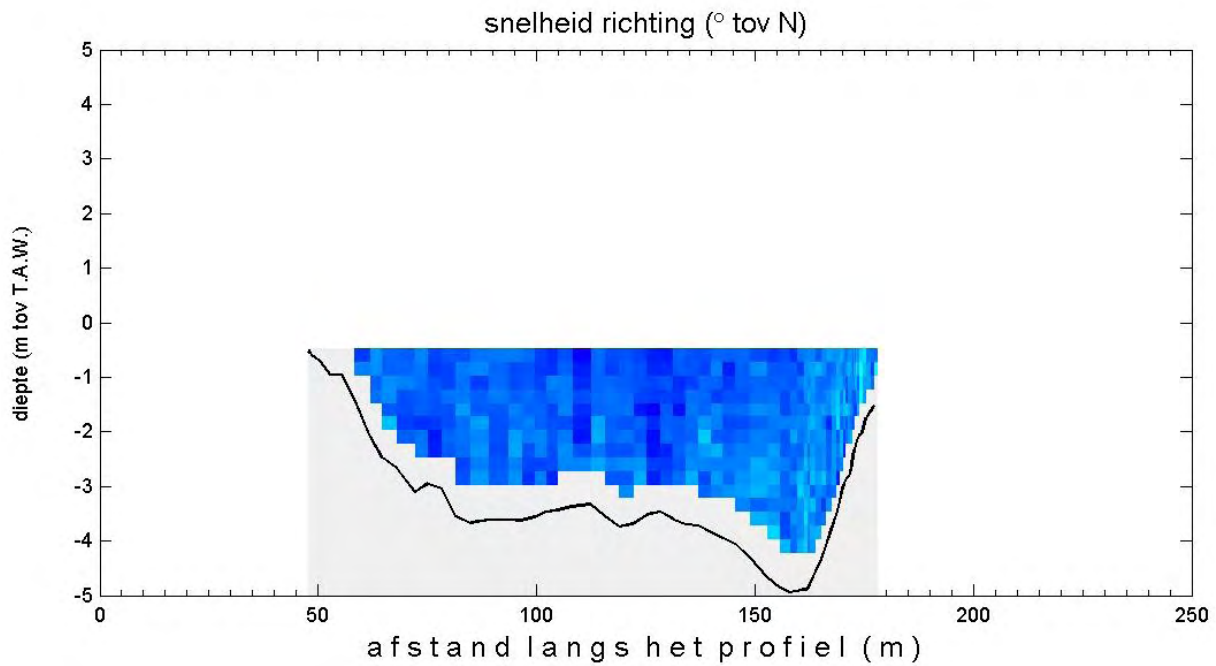 snelheid richting (° tov N)
5
4
3
2
1
0
-1
-2
-3
-4
-5
diepte (m tov T.A.W.)
0 50 100 150 200 250
afstand langs het profiel (m)